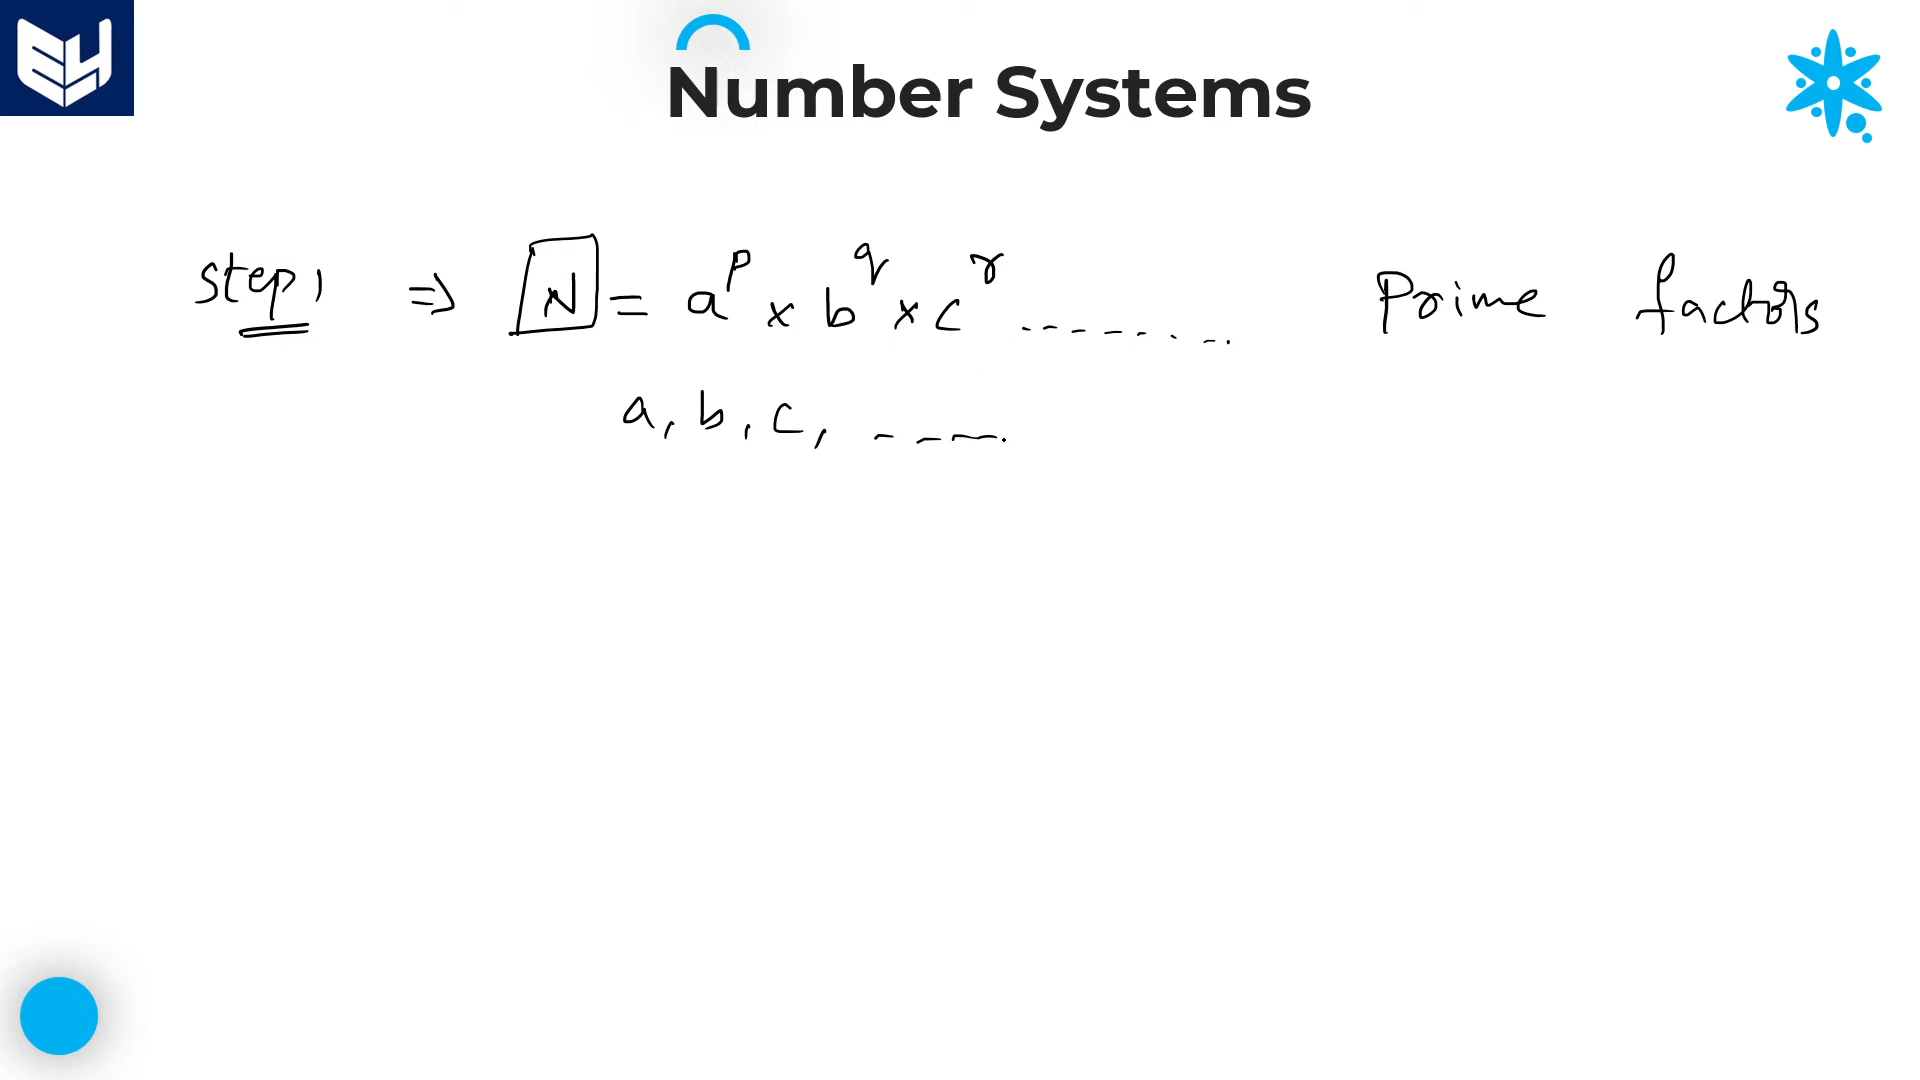 Number Systems
Step 1 ⇒ N = a^p × b^q × c^r -------- Prime factors
a, b, c, ----